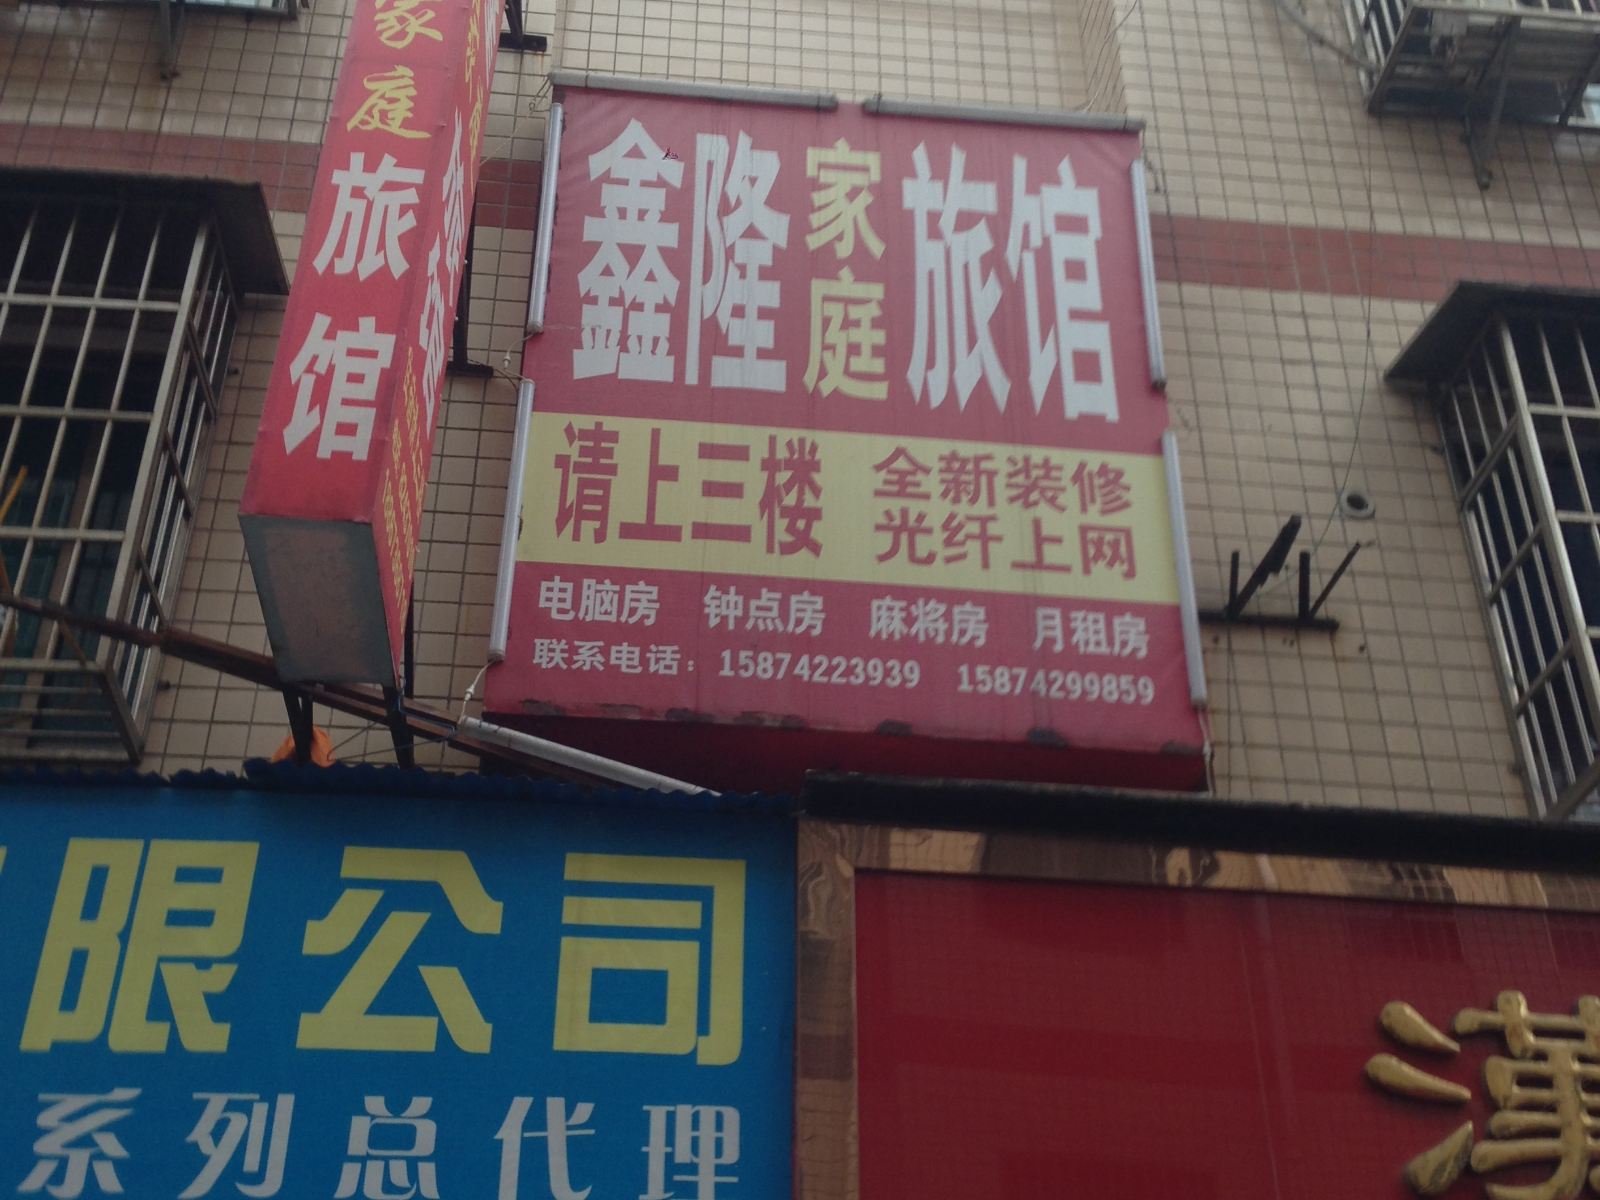 家庭旅馆
鑫隆家庭旅馆
请上三楼
全新装修
光纤上网
电脑房 钟点房 麻将房 月租房
联系电话：15874223939 15874299859
限公司
系列总代理